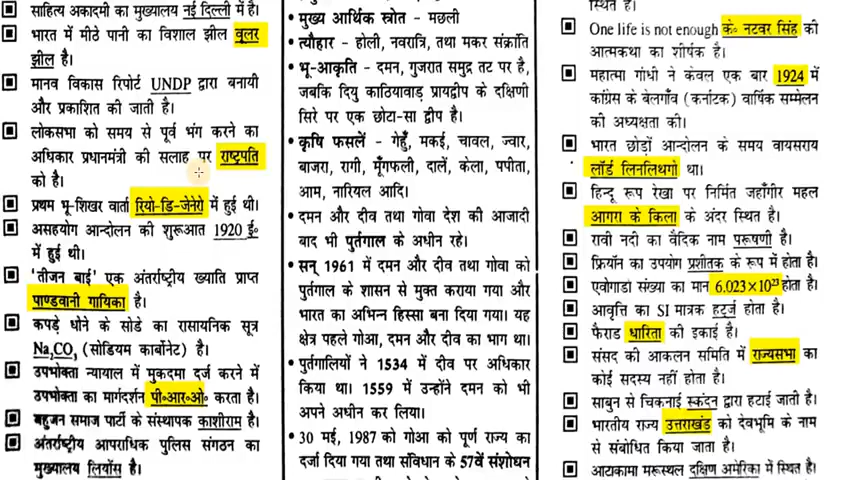 साहित्य अकादमी का मुख्यालय नई दिल्ली में है।
भारत में मीठे पानी का विशाल झील वूलर
झील है।
मानव विकास रिपोर्ट UNDP द्वारा बनायी
और प्रकाशित की जाती है।
लोकसभा को समय से पूर्व भंग करने का
अधिकार प्रधानमंत्री की सलाह पर राष्ट्रपति
को है।
प्रथम भू-शिखर वार्ता रियो-डि-जेनेरो में हुई थी।
असहयोग आन्दोलन की शुरूआत 1920 ई॰
में हुई थी।
'तीजन बाई' एक अंतर्राष्ट्रीय ख्याति प्राप्त
पाण्डवानी गायिका है।
कपड़े धोने के सोडे का रासायनिक सूत्र
Na₂CO₃ (सोडियम कार्बोनेट) है।
उपभोक्ता न्यायाल में मुकदमा दर्ज करने में
उपभोक्ता का मार्गदर्शन पी॰आर॰ओ॰ करता है।
बहुजन समाज पार्टी के संस्थापक काशीराम है।
अंतर्राष्ट्रीय आपराधिक पुलिस संगठन का
मुख्यालय लियोंस है।
• मुख्य आर्थिक स्रोत - मछली
• त्यौहार - होली, नवरात्रि, तथा मकर संक्रांति
• भू-आकृति - दमन, गुजरात समुद्र तट पर है,
जबकि दियु काठियावाड़ प्रायद्वीप के दक्षिणी
सिरे पर एक छोटा-सा द्वीप है।
• कृषि फसलें - गेहूँ, मकई, चावल, ज्वार,
बाजरा, रागी, मूँगफली, दालें, केला, पपीता,
आम, नारियल आदि।
• दमन और दीव तथा गोवा देश की आजादी
बाद भी पुर्तगाल के अधीन रहे।
• सन् 1961 में दमन और दीव तथा गोवा को
पुर्तगाल के शासन से मुक्त कराया गया और
भारत का अभिन्न हिस्सा बना दिया गया। यह
क्षेत्र पहले गोआ, दमन और दीव का भाग था।
• पुर्तगालियों ने 1534 में दीव पर अधिकार
किया था। 1559 में उन्होंने दमन को भी
अपने अधीन कर लिया।
• 30 मई, 1987 को गोआ को पूर्ण राज्य का
दर्जा दिया गया तथा संविधान के 57वें संशोधन
स्थित है।
One life is not enough के॰ नटवर सिंह की
आत्मकथा का शीर्षक है।
महात्मा गांधी ने केवल एक बार 1924 में
कांग्रेस के बेलगाँव (कर्नाटक) वार्षिक सम्मेलन
की अध्यक्षता की।
भारत छोड़ों आन्दोलन के समय वायसराय
लॉर्ड लिनलिथगो था।
हिन्दू रूप रेखा पर निर्मित जहाँगीर महल
आगरा के किला के अंदर स्थित है।
रावी नदी का वैदिक नाम परूषणी है।
फ्रियॉन का उपयोग प्रशीतक के रूप में होता है।
एवोगाडो संख्या का मान 6.023×10²³ होता है।
आवृत्ति का SI मात्रक हर्ट्ज होता है।
फैराड धारिता की इकाई है।
संसद की आकलन समिति में राज्यसभा का
कोई सदस्य नहीं होता है।
साबुन से चिकनाई स्कंदन द्वारा हटाई जाती है।
भारतीय राज्य उत्तराखंड को देवभूमि के नाम
से संबोधित किया जाता है।
आटाकामा मरूस्थल दक्षिण अमेरिका में स्थित है।